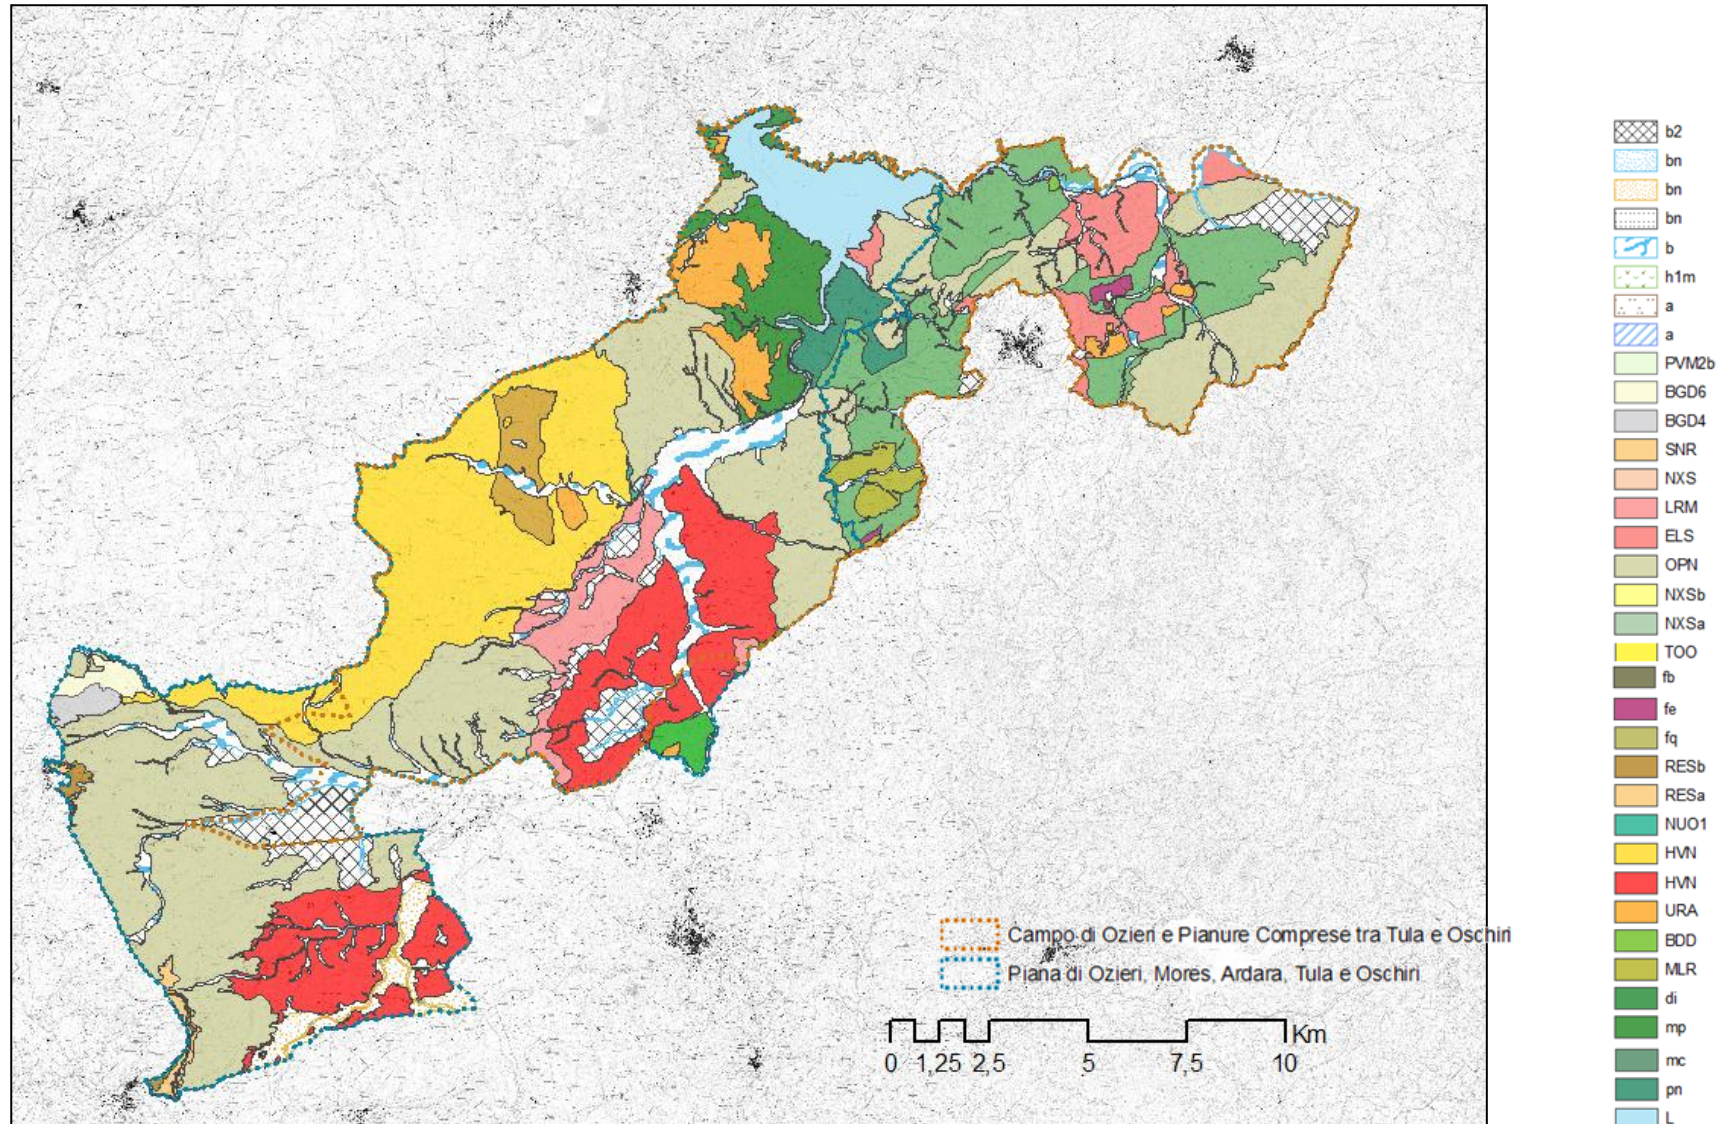 b2
bn
bn
bn
b
h1m
a
a
PVM2b
BGD6
BGD4
SNR
NXS
LRM
ELS
OPN
NXSb
NXSa
TOO
fb
fe
fq
RESb
RESa
NUO1
HVN
HVN
URA
BDD
MLR
di
mp
mc
pn
L
Campo di Ozieri e Pianure Comprese tra Tula e Oschiri
Piana di Ozieri, Mores, Ardara, Tula e Oschiri
Km
0 1,25 2,5 5 7,5 10